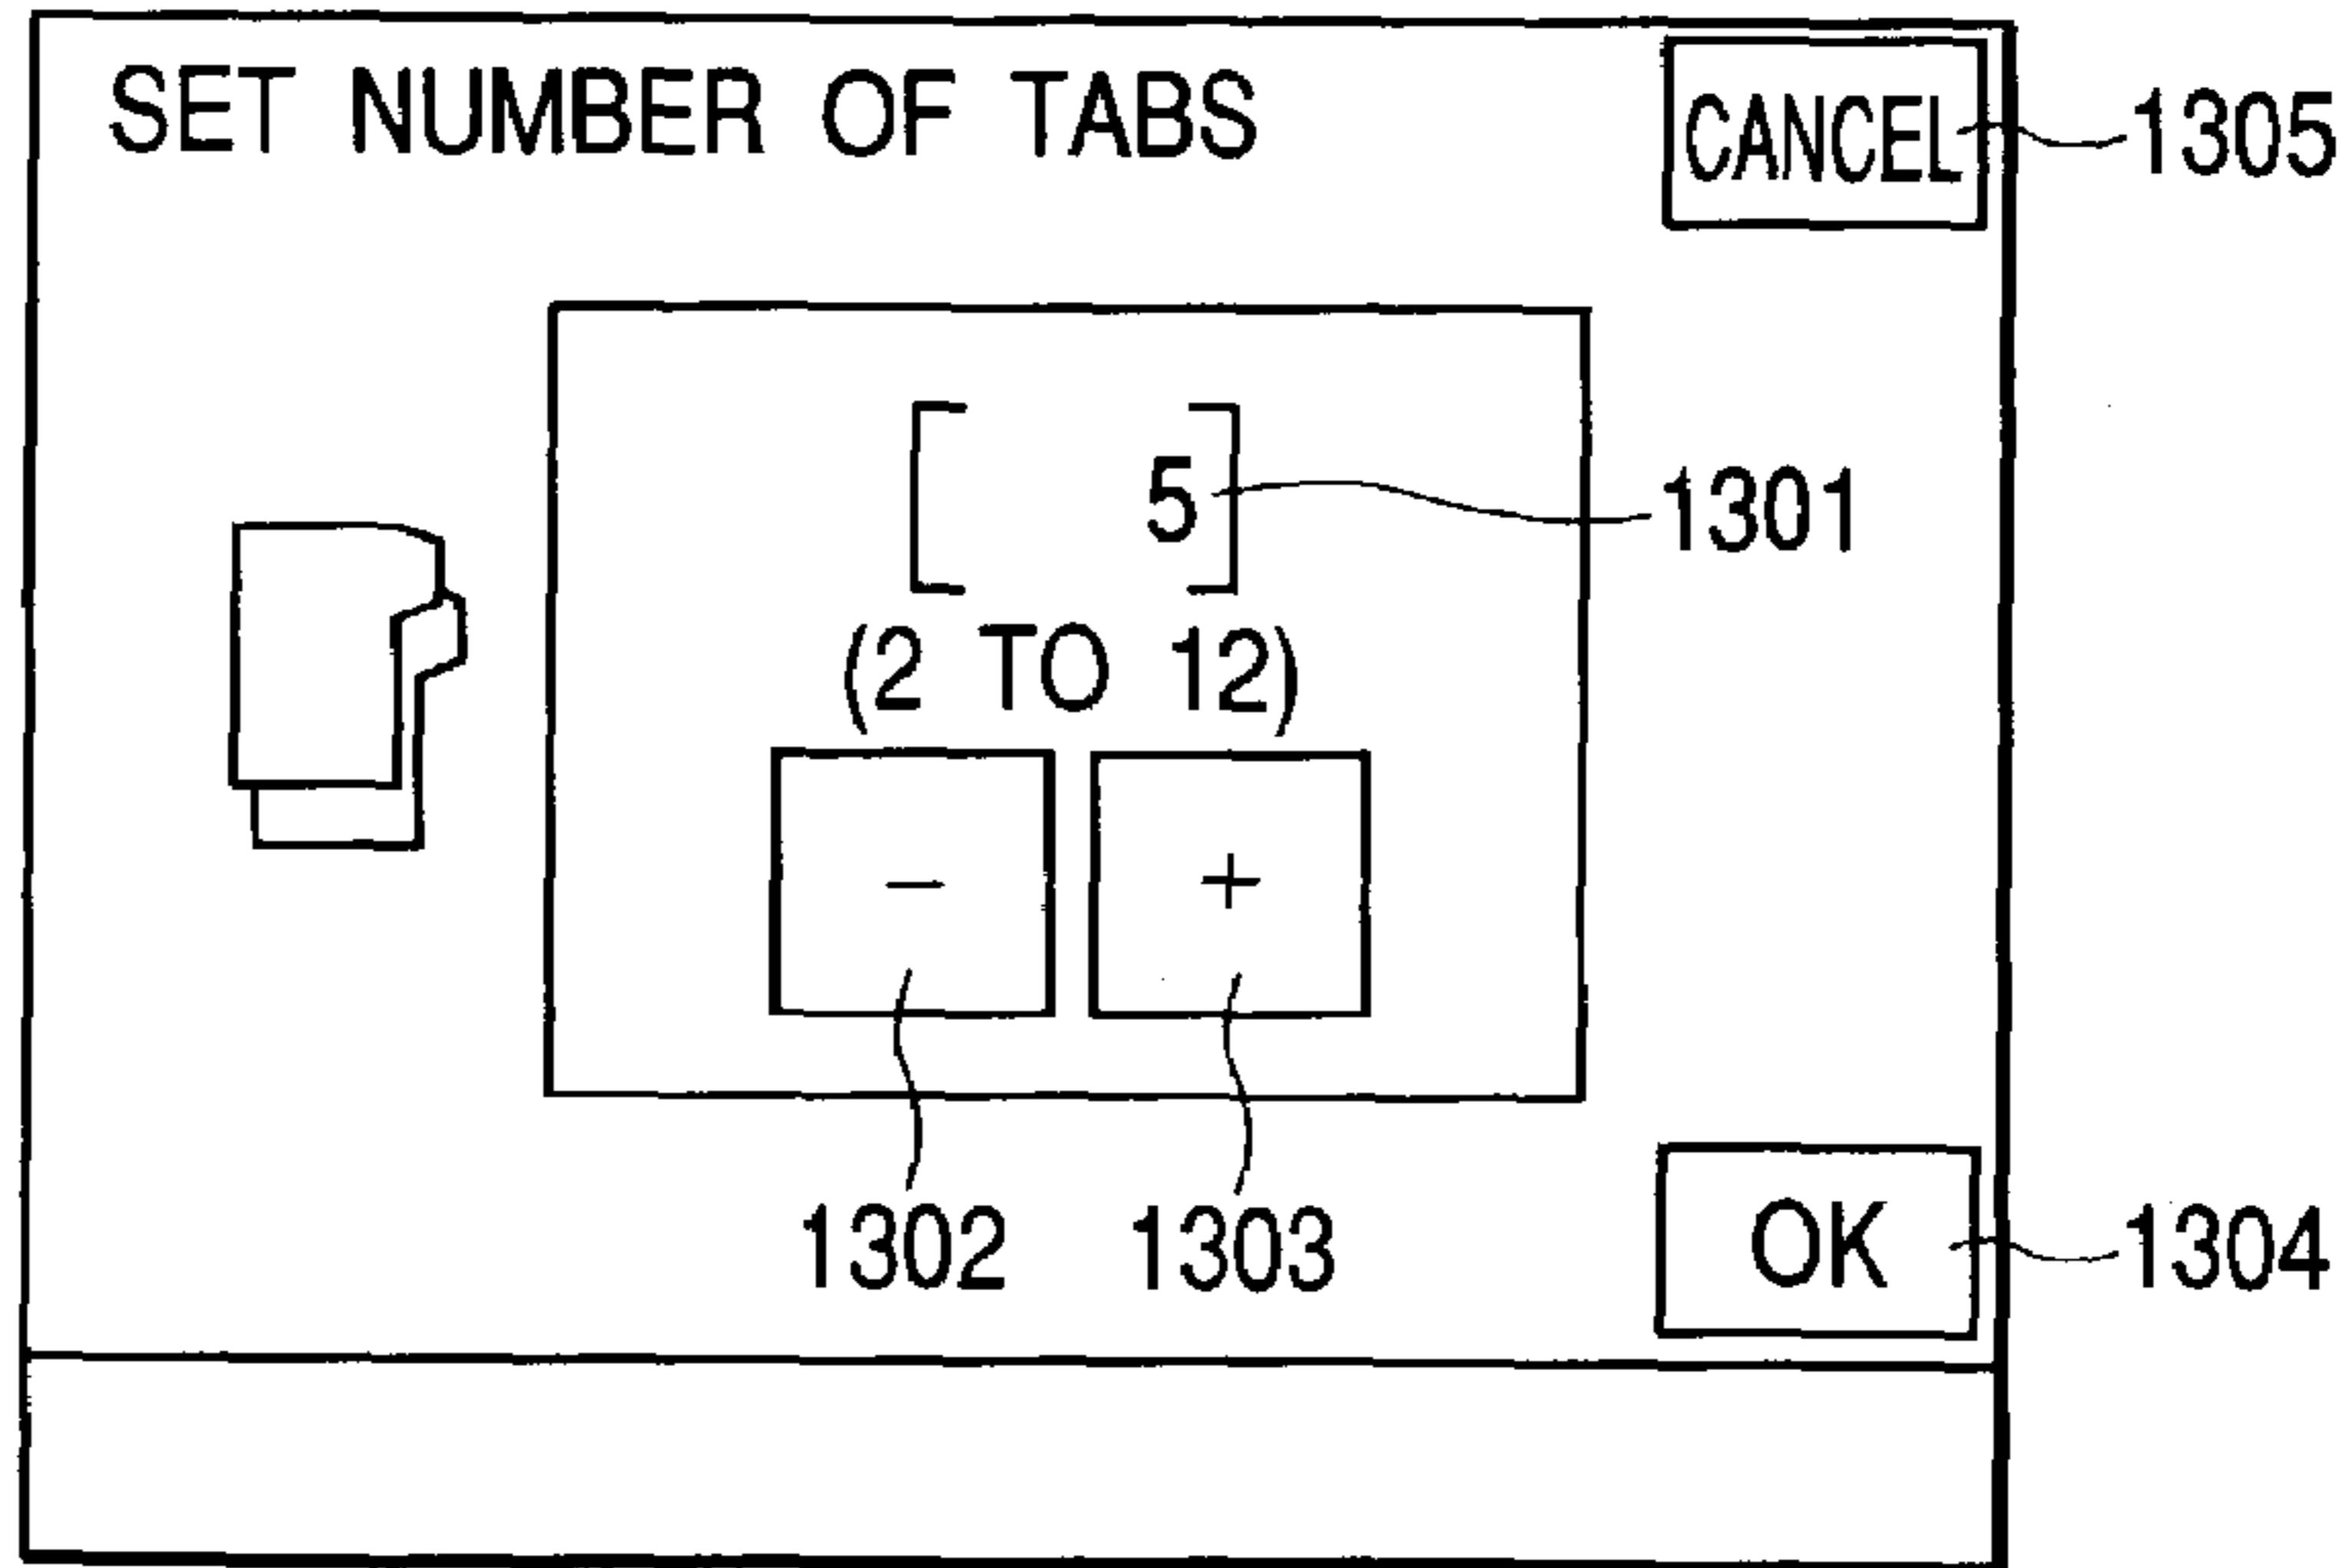 SET NUMBER OF TABS
CANCEL
1305
5
1301
(2 TO 12)
− +
1302 1303
OK
1304